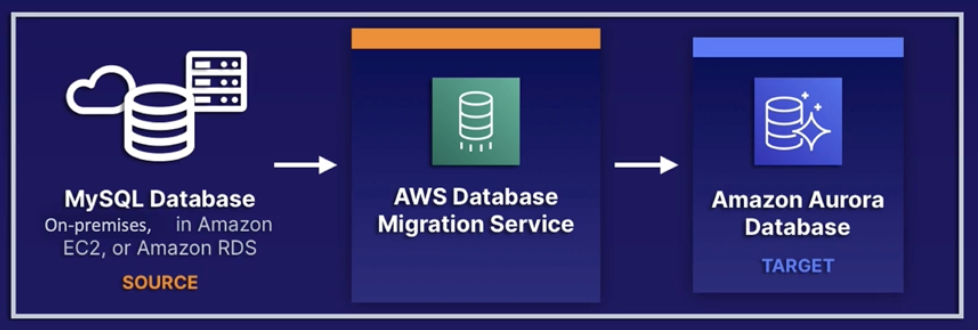 MySQL Database
On-premises, in Amazon
EC2, or Amazon RDS
SOURCE
AWS Database
Migration Service
Amazon Aurora
Database
TARGET